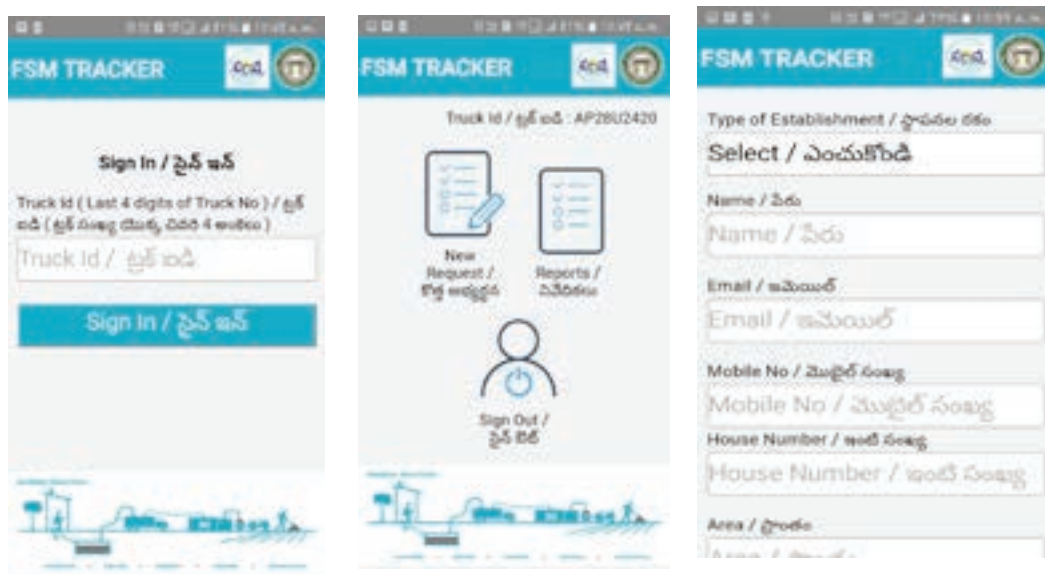 FSM TRACKER
Sign In / సైన్ ఇన్
Truck Id ( Last 4 digits of Truck No ) / ట్రక్
ఐడి ( ట్రక్ సంఖ్య యొక్క చివరి 4 అంకెలు )
Truck Id / ట్రక్ ఐడి
Sign In / సైన్ ఇన్
FSM TRACKER
Truck Id / ట్రక్ ఐడి : AP28U2420
New
Request /
కొత్త అభ్యర్థన
Reports /
నివేదికలు
Sign Out /
సైన్ ఔట్
FSM TRACKER
Type of Establishment / స్థాపనల రకం
Select / ఎంచుకోండి
Name / పేరు
Name / పేరు
Email / ఇమెయిల్
Email / ఇమెయిల్
Mobile No / మొబైల్ సంఖ్య
Mobile No / మొబైల్ సంఖ్య
House Number / ఇంటి సంఖ్య
House Number / ఇంటి సంఖ్య
Area / ప్రాంతం
Area / ప్రాంతం